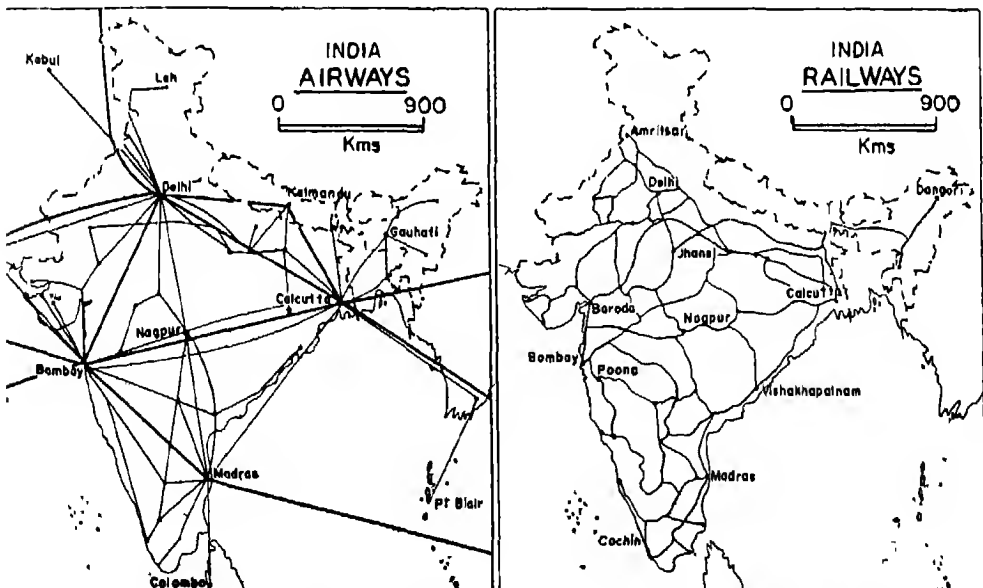 INDIA
AIRWAYS
0 900
Kms
Kabul
Leh
Delhi
Katmandu
Gauhati
Calcutta
Nagpur
Bombay
Madras
Pt Blair
Colombo
INDIA
RAILWAYS
0 900
Kms
Amritsar
Delhi
Dangori
Jhansi
Calcutta
Baroda
Nagpur
Bombay
Poona
Vishakhapatnam
Madras
Cochin